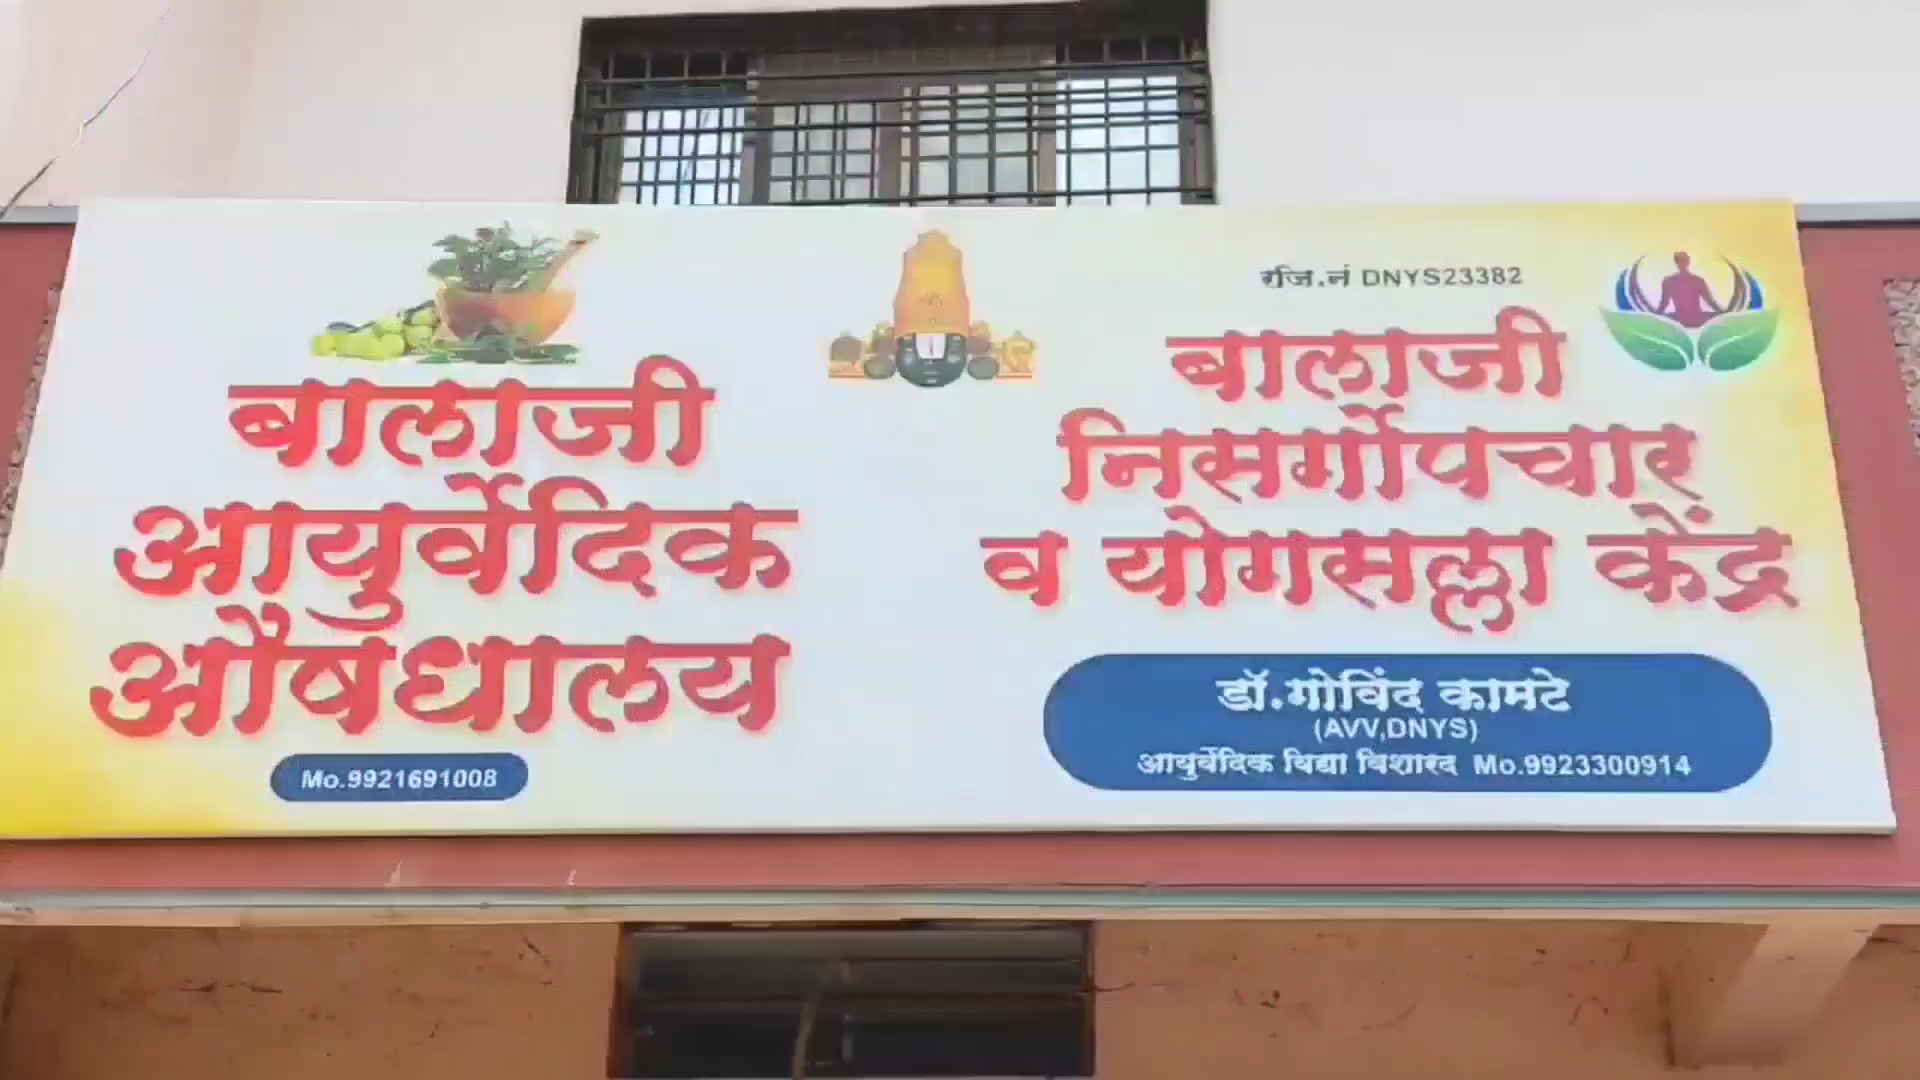 बालाजी
आयुर्वेदिक
औषधालय
Mo.9921691008
रजि.नं DNYS23382
बालाजी
निसर्गोपचार
व योगसल्ला केंद्र
डॉ.गोविंद कामटे
(AVV,DNYS)
आयुर्वेदिक विद्या विशारद Mo.9923300914